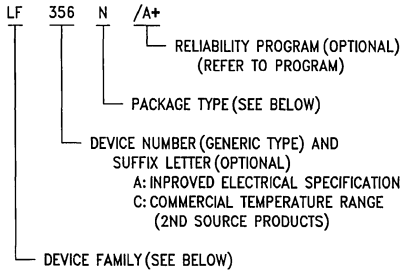 LF 356 N /A+
RELIABILITY PROGRAM (OPTIONAL)
(REFER TO PROGRAM)
PACKAGE TYPE (SEE BELOW)
DEVICE NUMBER (GENERIC TYPE) AND
SUFFIX LETTER (OPTIONAL)
A: INPROVED ELECTRICAL SPECIFICATION
C: COMMERCIAL TEMPERATURE RANGE
(2ND SOURCE PRODUCTS)
DEVICE FAMILY (SEE BELOW)